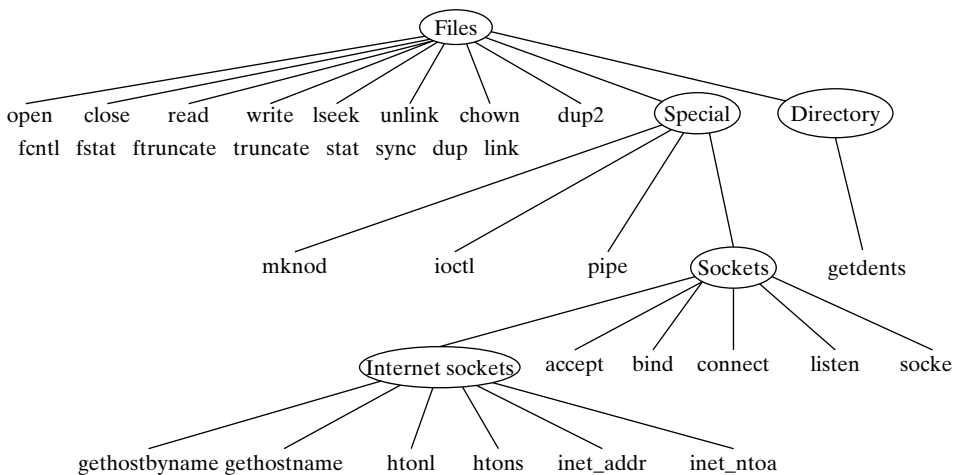 Files
open close read write lseek unlink chown dup2 Special Directory
fcntl fstat ftruncate truncate stat sync dup link
mknod ioctl pipe Sockets getdents
accept bind connect listen socke
Internet sockets
gethostbyname gethostname htonl htons inet_addr inet_ntoa